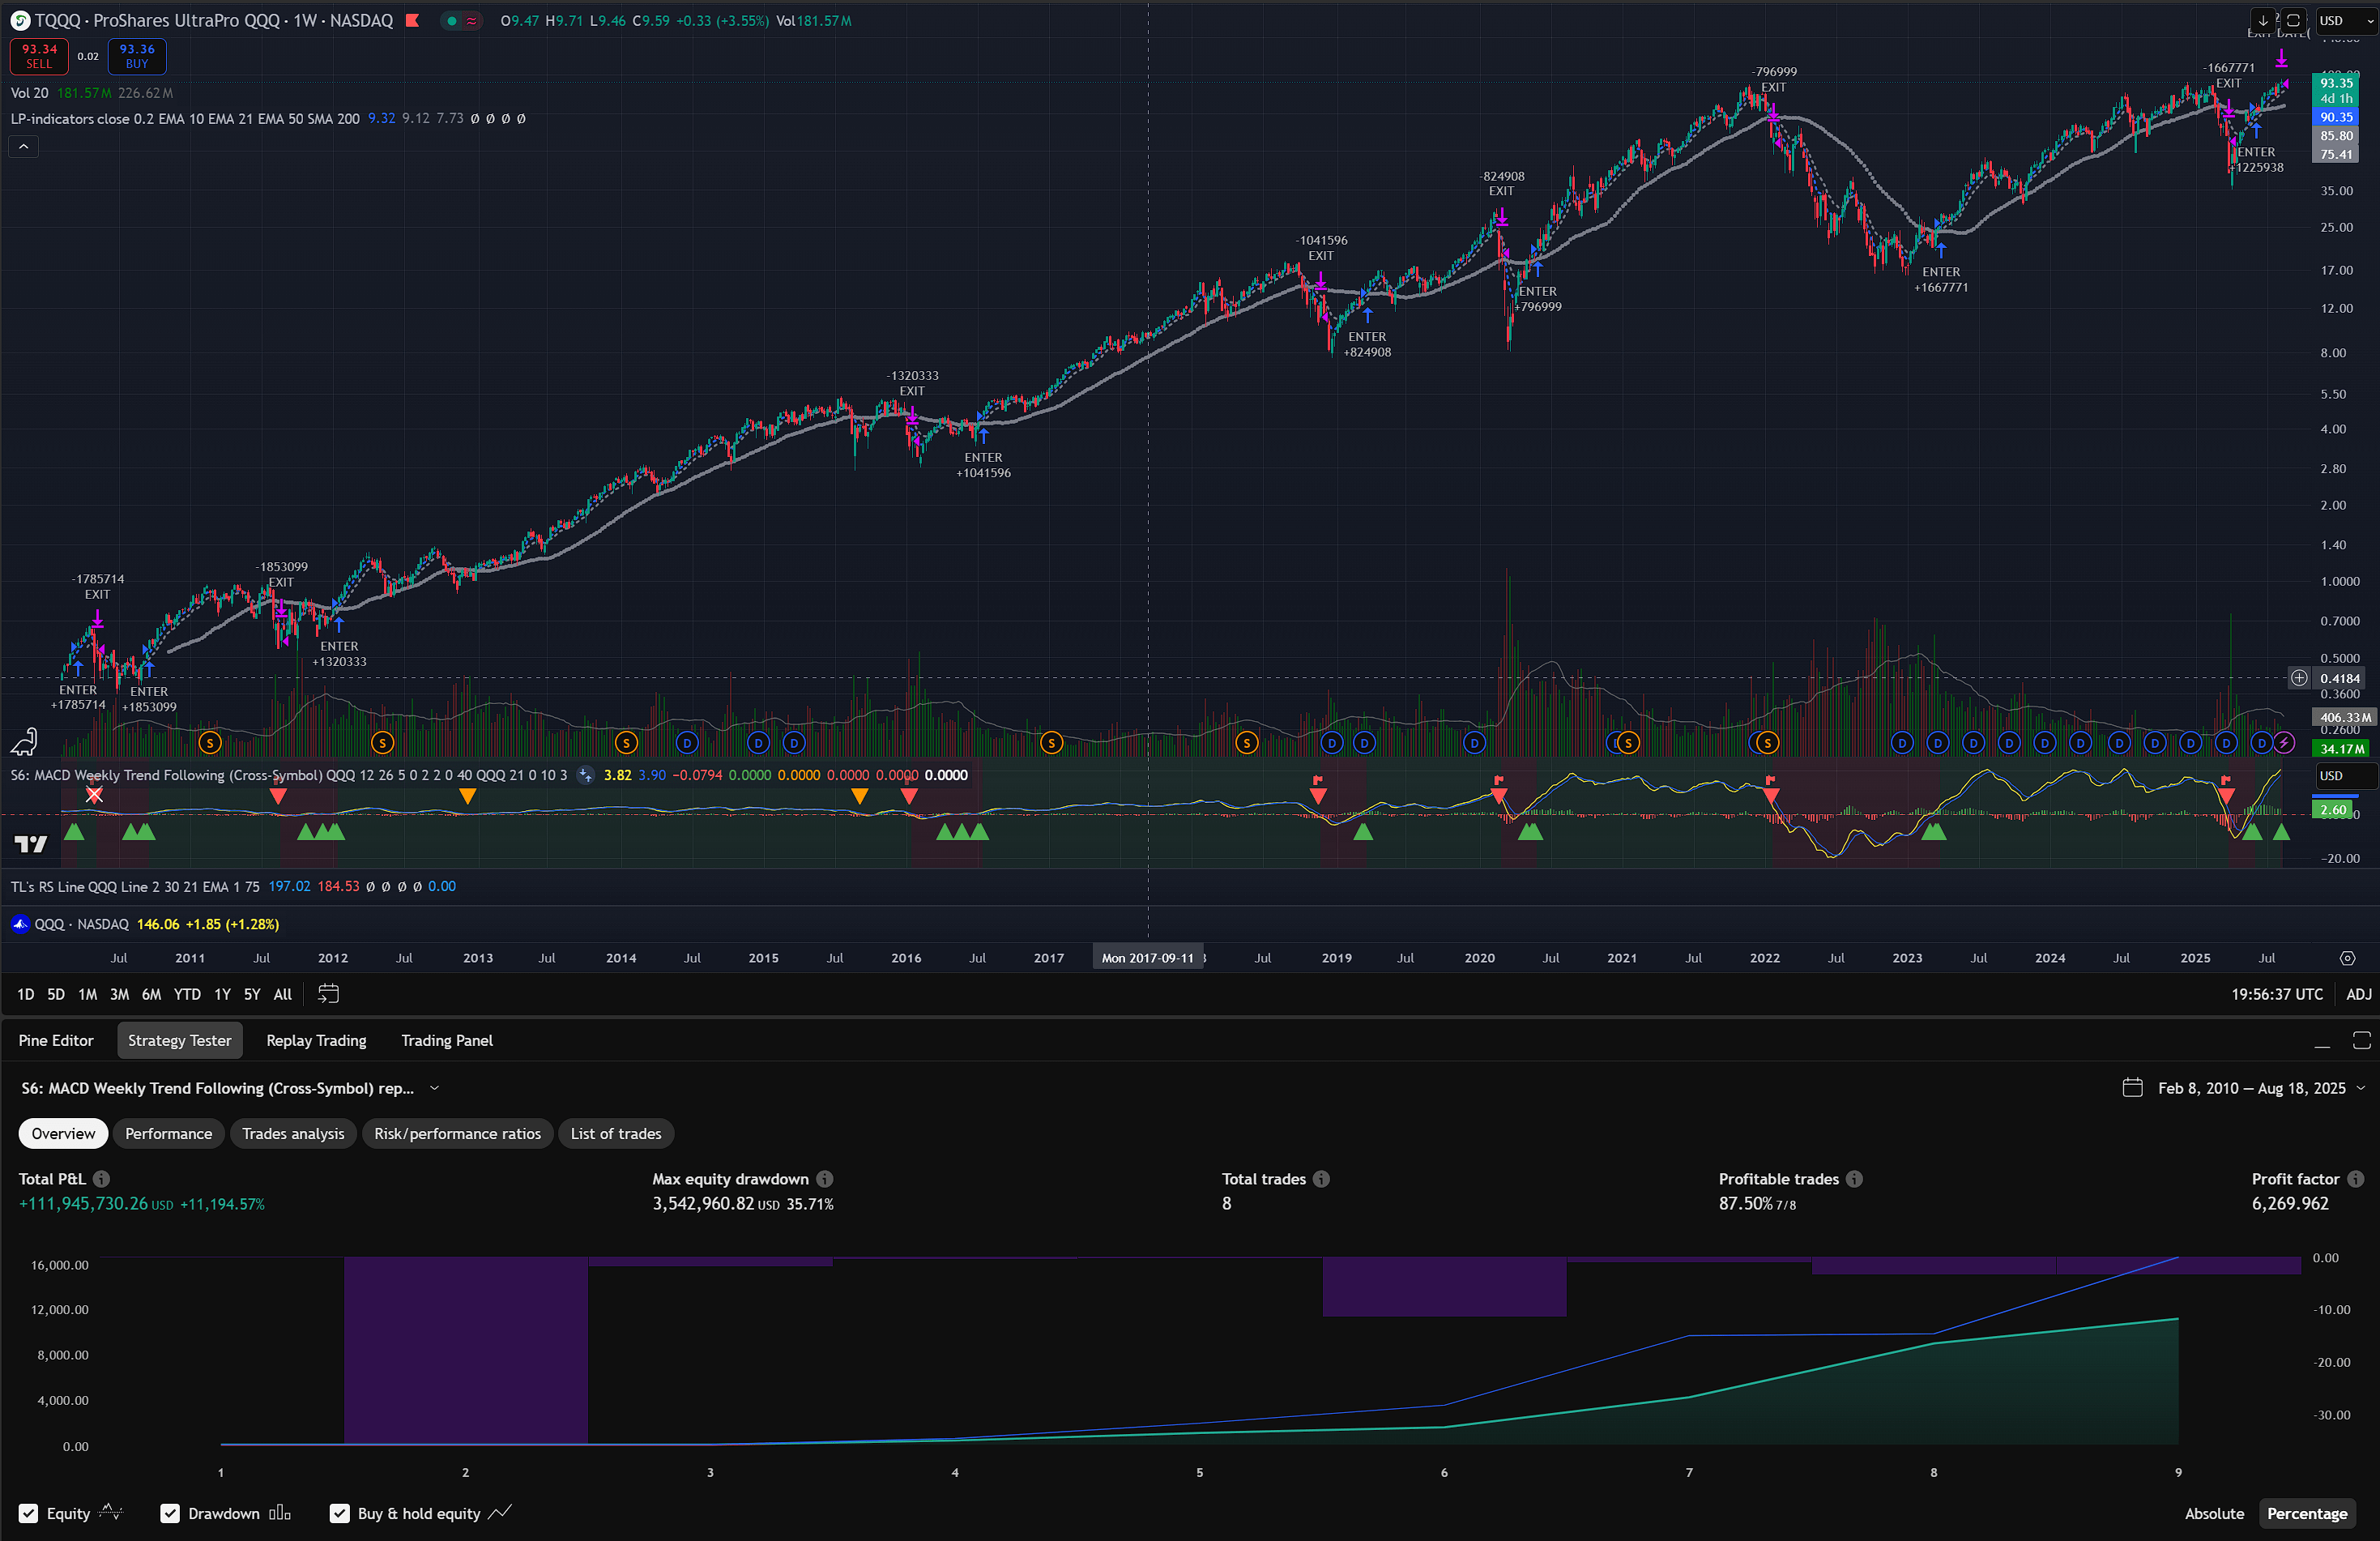 TQQQ · ProShares UltraPro QQQ · 1W · NASDAQ O9.47 H9.71 L9.46 C9.59 +0.33 (+3.55%) Vol181.57M
USD
93.34 SELL 0.02 93.36 BUY
Vol 20 181.57M 226.62M
LP-indicators close 0.2 EMA 10 EMA 21 EMA 50 SMA 200 9.32 9.12 7.73 ∅ ∅ ∅ ∅
-796999
EXIT
-1667771
EXIT
93.35
4d 1h
90.35
85.80
75.41
ENTER
+1225938
-824908
EXIT
35.00
25.00
-1041596
EXIT
17.00
ENTER
+1667771
ENTER
+796999
12.00
ENTER
+824908
8.00
-1320333
EXIT
5.50
4.00
ENTER
+1041596
2.80
2.00
1.40
-1785714
EXIT
-1853099
EXIT
1.0000
0.7000
ENTER
+1320333
0.5000
0.4184
0.3600
ENTER
+1785714
ENTER
+1853099
406.33M
0.2600
34.17M
S S S D D D S S D D D S S D D D D D D D D D D D
S6: MACD Weekly Trend Following (Cross-Symbol) QQQ 12 26 5 0 2 2 0 40 QQQ 21 0 10 3 3.82 3.90 −0.0794 0.0000 0.0000 0.0000 0.0000 0.0000
USD
2.60
−20.00
TL's RS Line QQQ Line 2 30 21 EMA 1 75 197.02 184.53 ∅ ∅ ∅ ∅ 0.00
QQQ · NASDAQ 146.06 +1.85 (+1.28%)
Jul 2011 Jul 2012 Jul 2013 Jul 2014 Jul 2015 Jul 2016 Jul 2017 Mon 2017-09-11 Jul 2019 Jul 2020 Jul 2021 Jul 2022 Jul 2023 Jul 2024 Jul 2025 Jul
1D 5D 1M 3M 6M YTD 1Y 5Y All 19:56:37 UTC ADJ
Pine Editor Strategy Tester Replay Trading Trading Panel
S6: MACD Weekly Trend Following (Cross-Symbol) rep... Feb 8, 2010 — Aug 18, 2025
Overview Performance Trades analysis Risk/performance ratios List of trades
Total P&L Max equity drawdown Total trades Profitable trades Profit factor
+111,945,730.26 USD +11,194.57% 3,542,960.82 USD 35.71% 8 87.50% 7/8 6,269.962
16,000.00 0.00
12,000.00 -10.00
8,000.00 -20.00
4,000.00 -30.00
0.00
1 2 3 4 5 6 7 8 9
Equity Drawdown Buy & hold equity Absolute Percentage